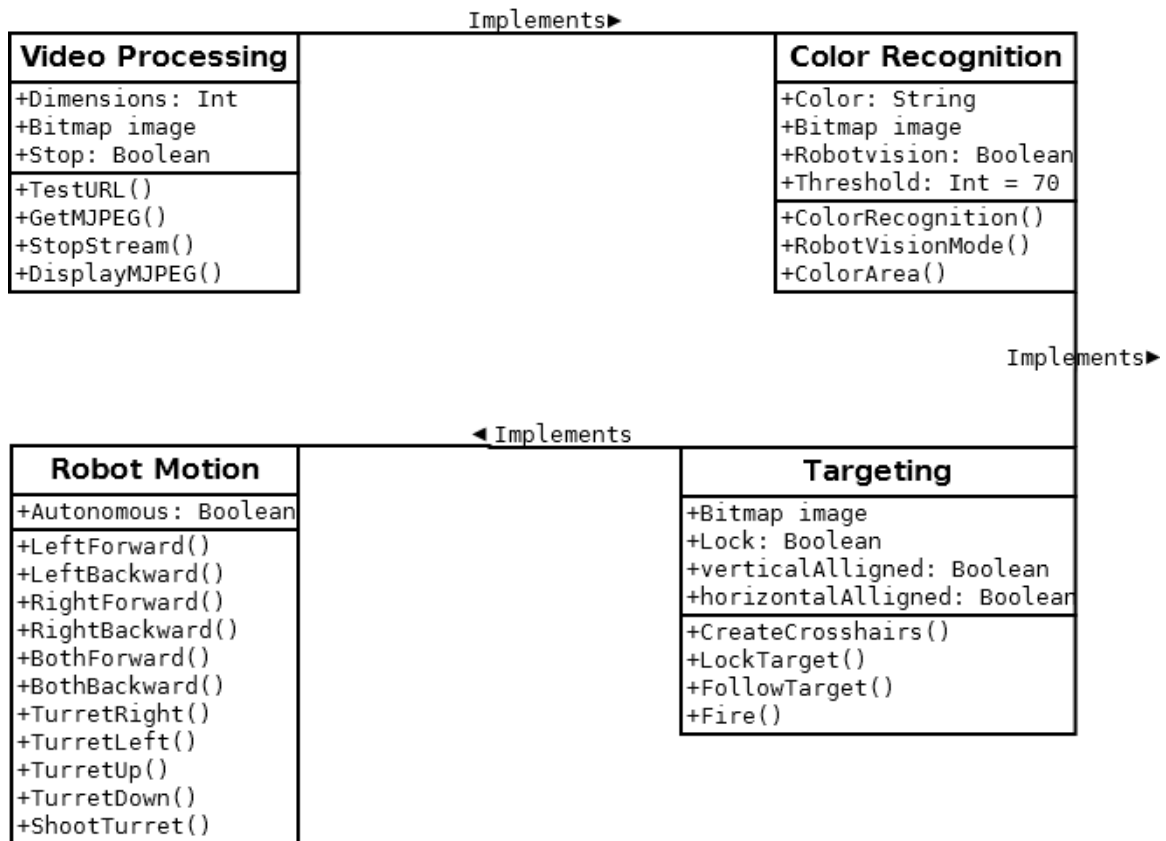 Implements▶
Video Processing
+Dimensions: Int
+Bitmap image
+Stop: Boolean
+TestURL()
+GetMJPEG()
+StopStream()
+DisplayMJPEG()
Color Recognition
+Color: String
+Bitmap image
+Robotvision: Boolean
+Threshold: Int = 70
+ColorRecognition()
+RobotVisionMode()
+ColorArea()
Implements▶
◀Implements
Robot Motion
+Autonomous: Boolean
+LeftForward()
+LeftBackward()
+RightForward()
+RightBackward()
+BothForward()
+BothBackward()
+TurretRight()
+TurretLeft()
+TurretUp()
+TurretDown()
+ShootTurret()
Targeting
+Bitmap image
+Lock: Boolean
+verticalAlligned: Boolean
+horizontalAlligned: Boolean
+CreateCrosshairs()
+LockTarget()
+FollowTarget()
+Fire()